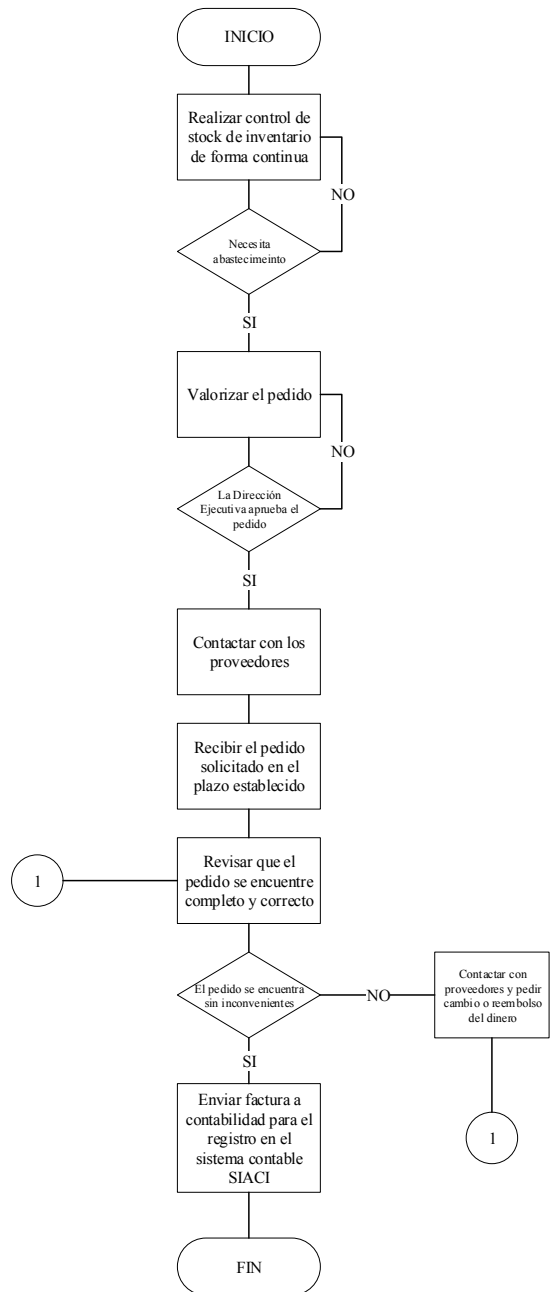 INICIO
Realizar control de
stock de inventario
de forma continua
NO
Necesita
abastecimeinto
SI
Valorizar el pedido
NO
La Dirección
Ejecutiva aprueba el
pedido
SI
Contactar con los
proveedores
Recibir el pedido
solicitado en el
plazo establecido
Revisar que el
pedido se encuentre
completo y correcto
1
El pedido se encuentra
sin inconvenientes
NO
Contactar con
proveedores y pedir
cambio o reembolso
del dinero
SI
1
Enviar factura a
contabilidad para el
registro en el
sistema contable
SIACI
FIN